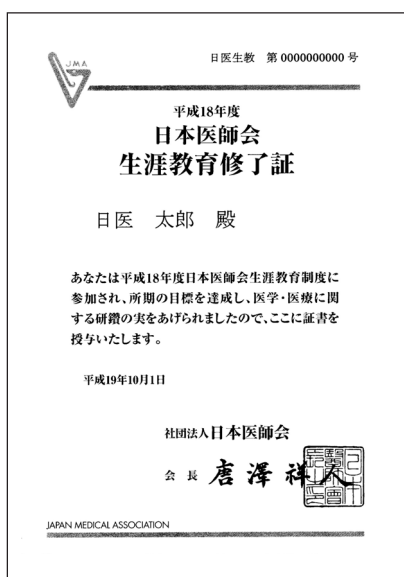 JMA
日医生教 第 0000000000 号
平成18年度
日本医師会
生涯教育修了証
日医 太郎 殿
あなたは平成18年度日本医師会生涯教育制度に
参加され、所期の目標を達成し、医学・医療に関
する研鑽の実をあげられましたので、ここに証書を
授与いたします。
平成19年10月1日
社団法人日本医師会
会長 唐澤祥人
JAPAN MEDICAL ASSOCIATION